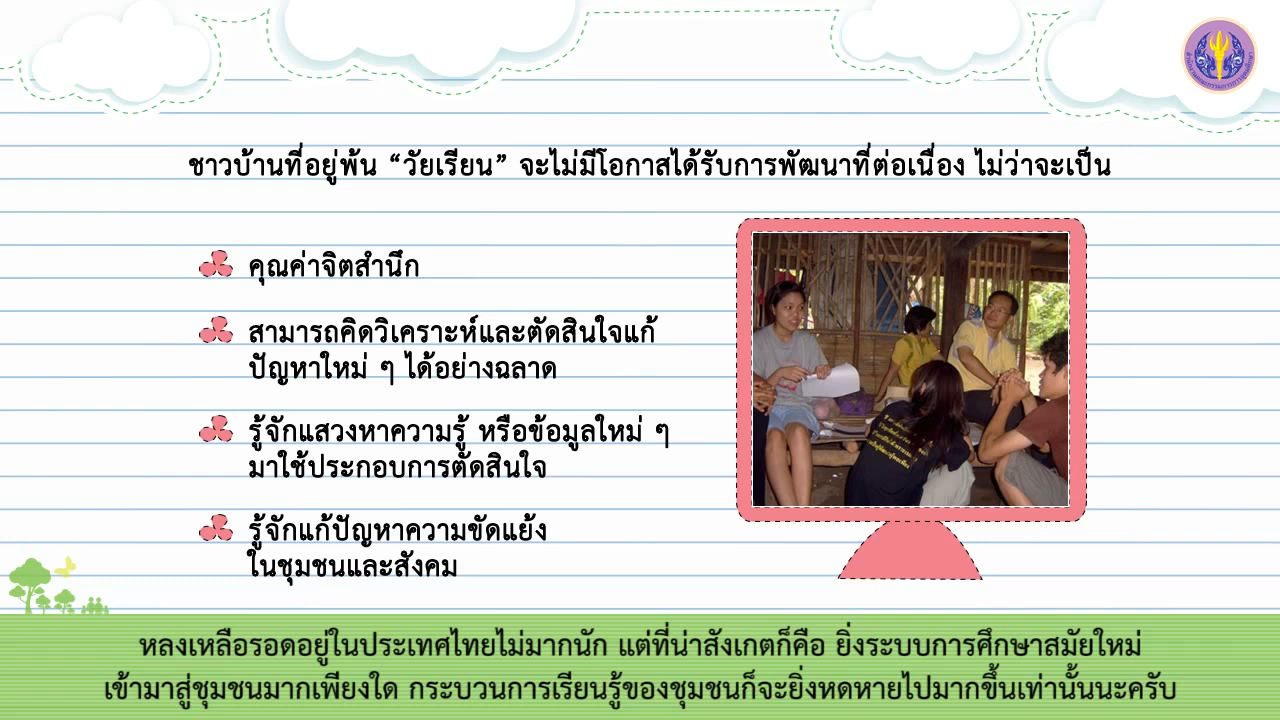 ชาวบ้านที่อยู่พ้น “วัยเรียน” จะไม่มีโอกาสได้รับการพัฒนาที่ต่อเนื่อง ไม่ว่าจะเป็น
คุณค่าจิตสำนึก
สามารถคิดวิเคราะห์และตัดสินใจแก้
ปัญหาใหม่ ๆ ได้อย่างฉลาด
รู้จักแสวงหาความรู้ หรือข้อมูลใหม่ ๆ
มาใช้ประกอบการตัดสินใจ
รู้จักแก้ปัญหาความขัดแย้ง
ในชุมชนและสังคม
หลงเหลือรอดอยู่ในประเทศไทยไม่มากนัก แต่ที่น่าสังเกตก็คือ ยิ่งระบบการศึกษาสมัยใหม่
เข้ามาสู่ชุมชนมากเพียงใด กระบวนการเรียนรู้ของชุมชนก็จะยิ่งหดหายไปมากขึ้นเท่านั้นนะครับ